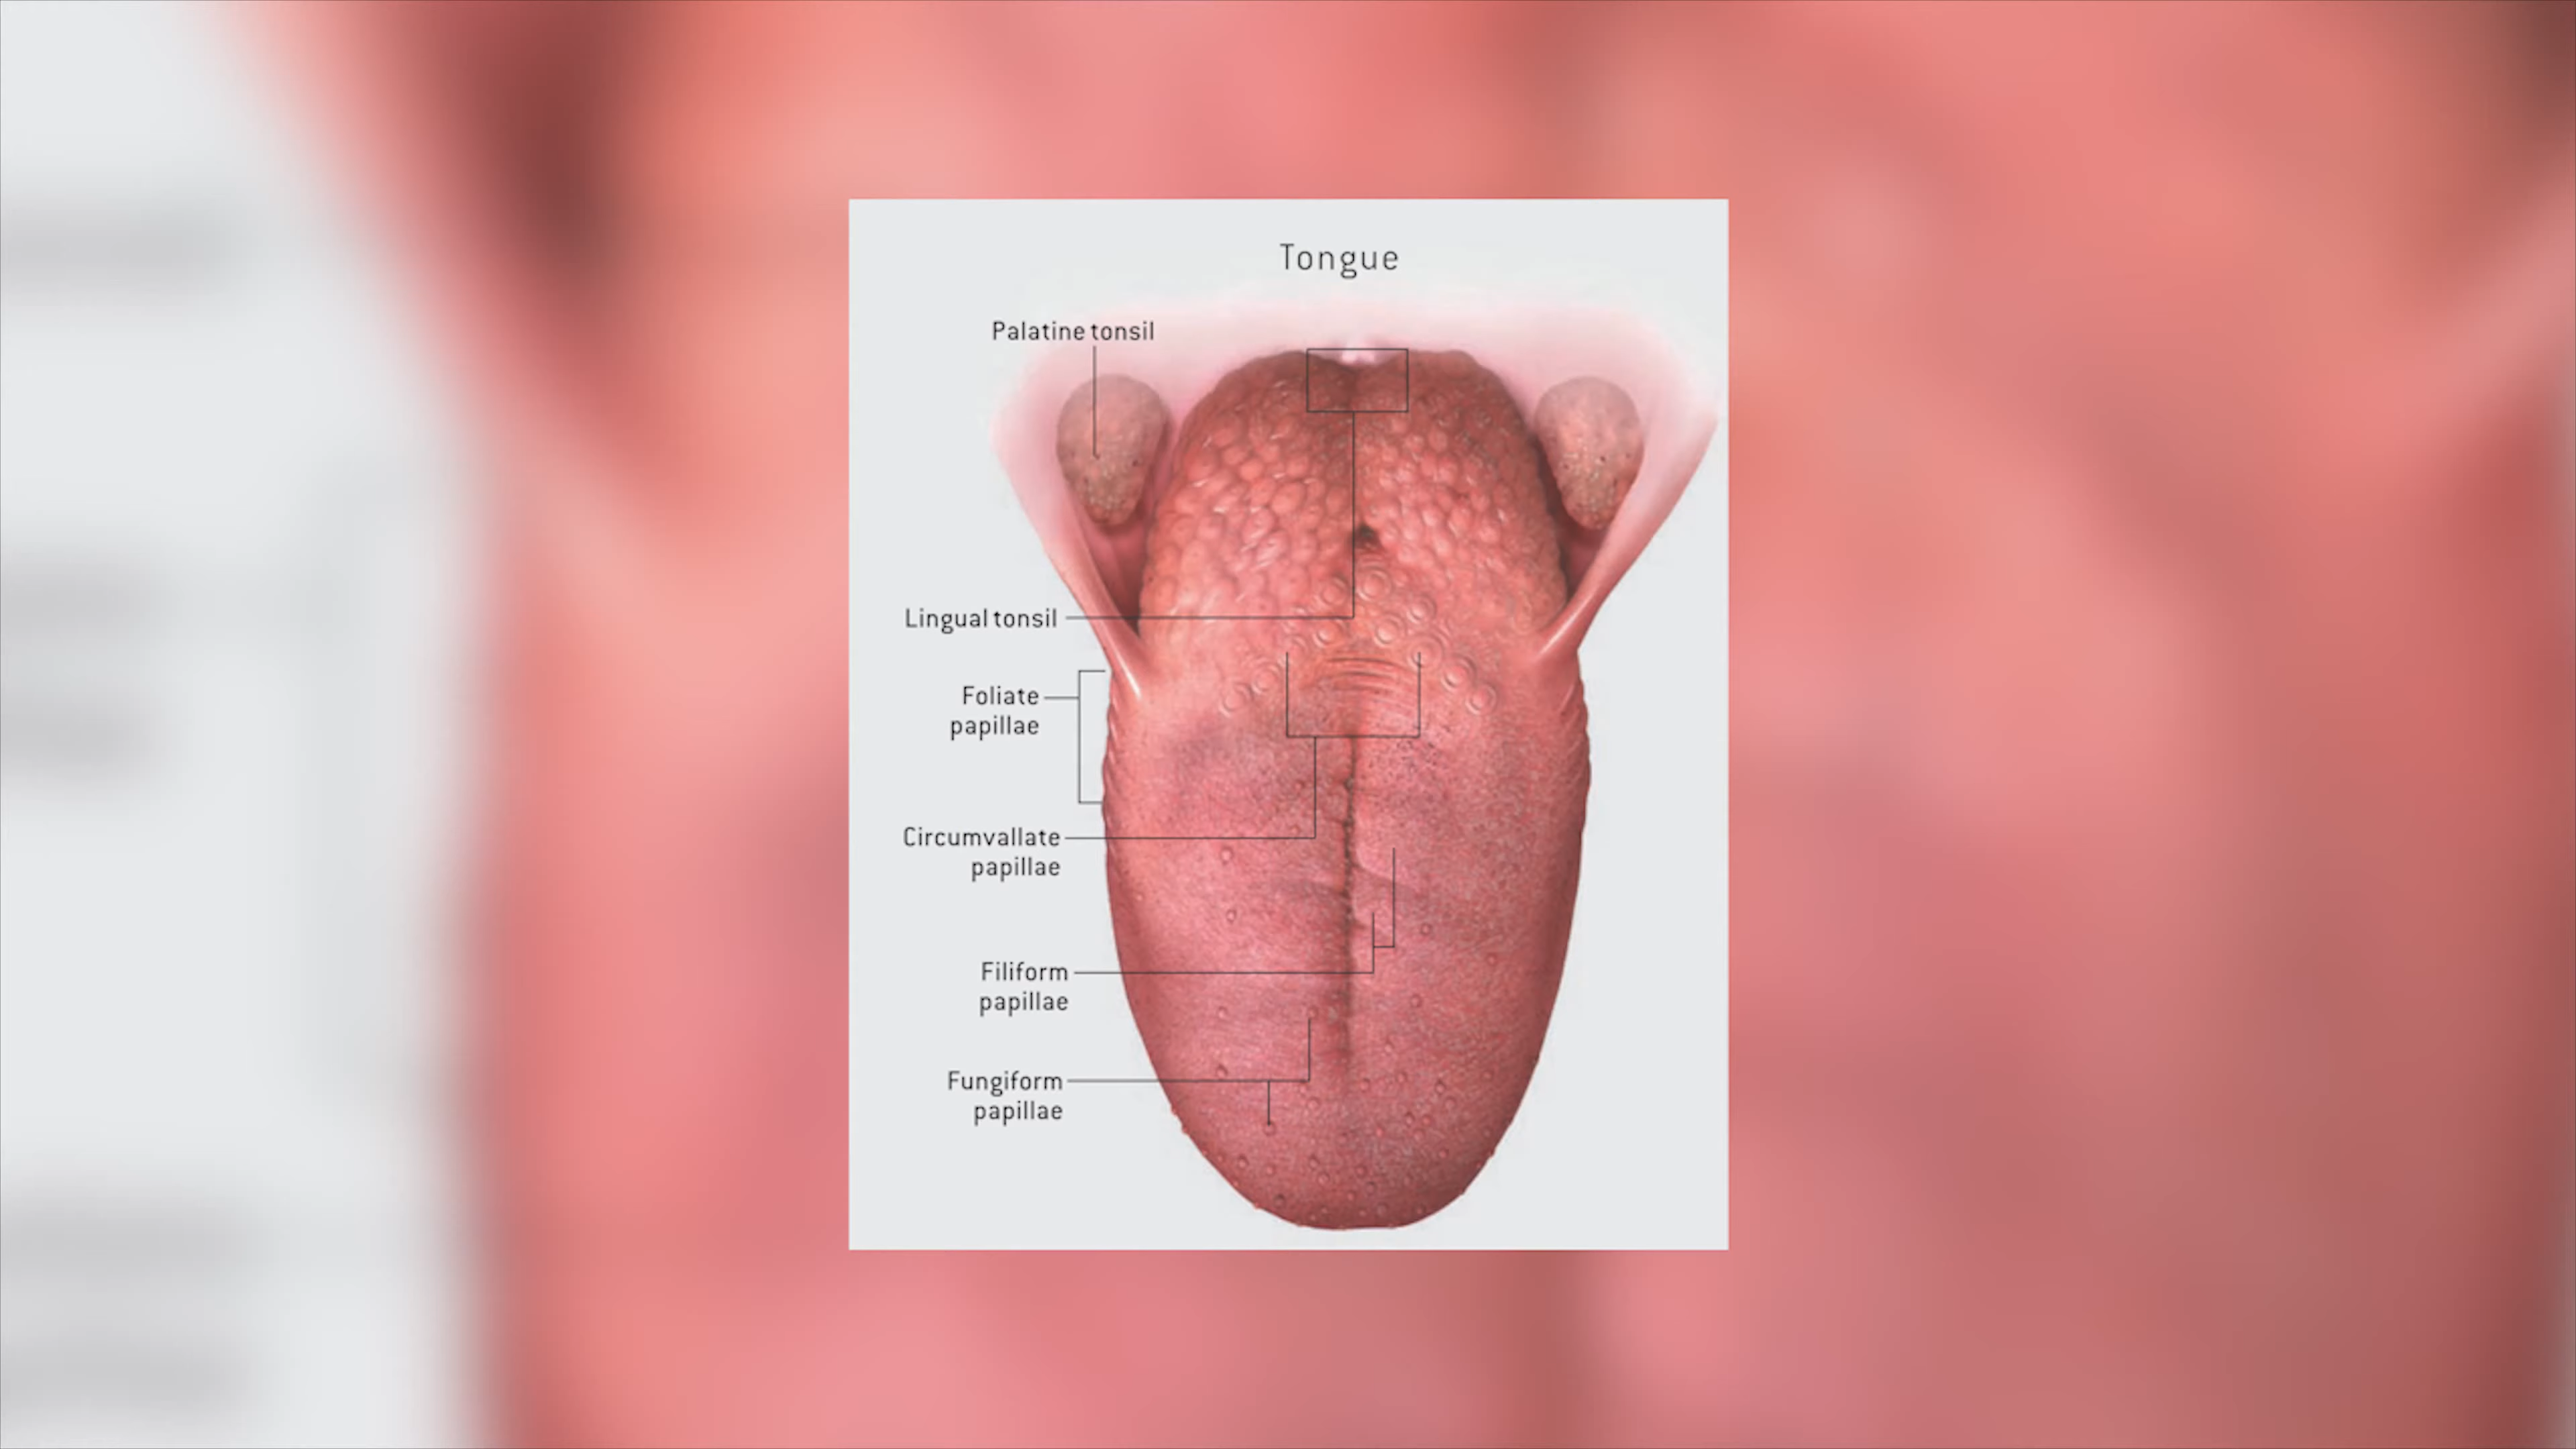 Tongue
Palatine tonsil
Lingual tonsil
Foliate
papillae
Circumvallate
papillae
Filiform
papillae
Fungiform
papillae